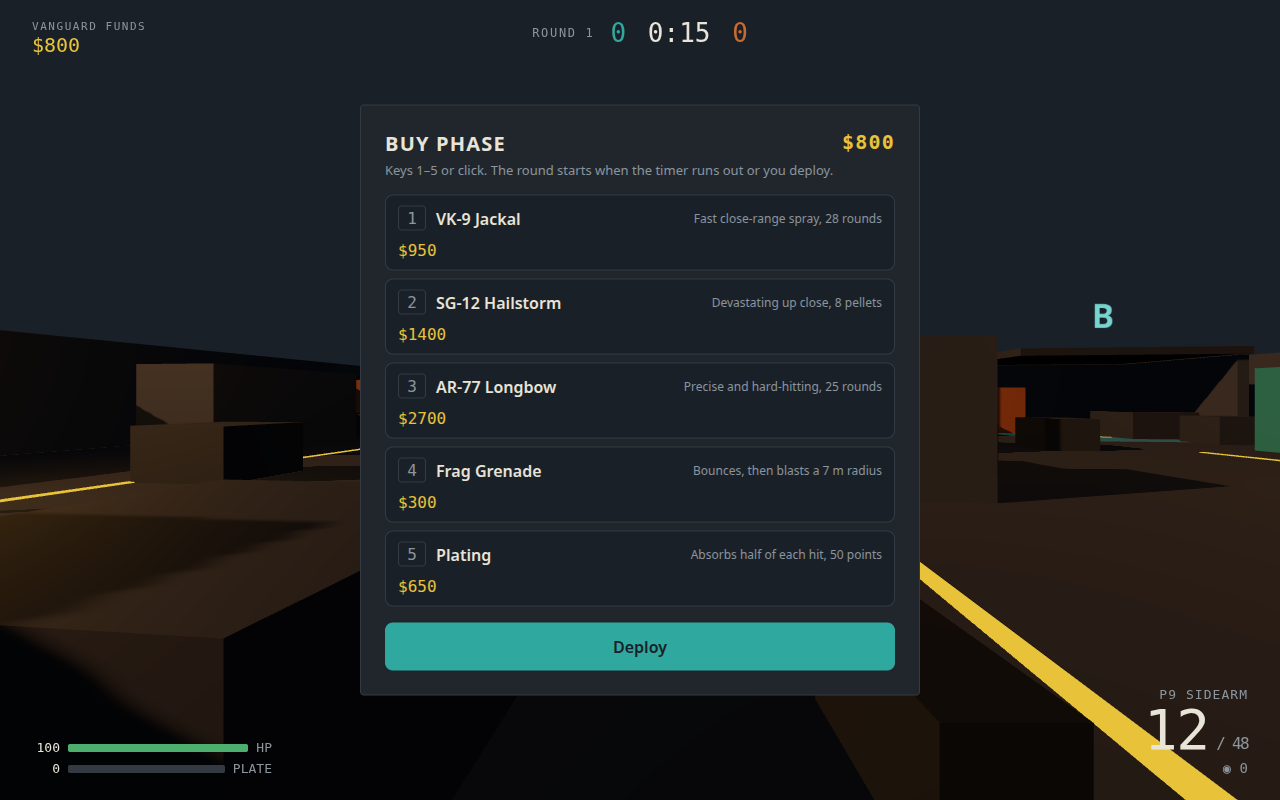 VANGUARD FUNDS
$800
ROUND 1 0 0:15 0
BUY PHASE $800
Keys 1–5 or click. The round starts when the timer runs out or you deploy.
1 VK-9 Jackal Fast close-range spray, 28 rounds
$950
2 SG-12 Hailstorm Devastating up close, 8 pellets
$1400
3 AR-77 Longbow Precise and hard-hitting, 25 rounds
$2700
4 Frag Grenade Bounces, then blasts a 7 m radius
$300
5 Plating Absorbs half of each hit, 50 points
$650
Deploy
B
100 HP
0 PLATE
P9 SIDEARM
12 / 48
◉ 0